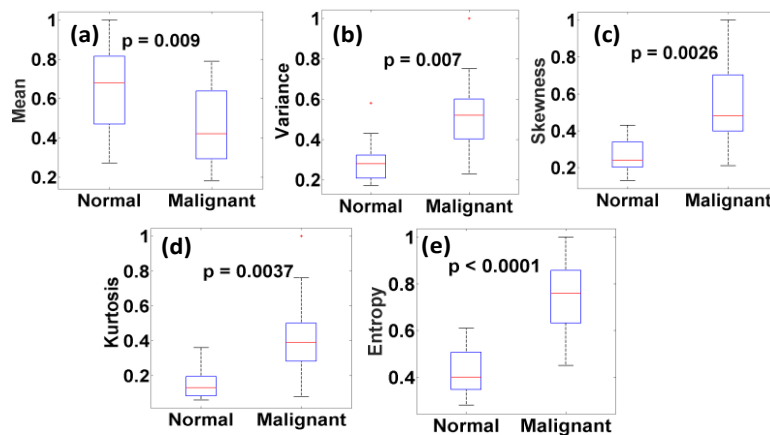 (a)
p = 0.009
Mean
1
0.8
0.6
0.4
0.2
Normal Malignant
(b)
p = 0.007
Variance
1
0.8
0.6
0.4
0.2
Normal Malignant
(c)
p = 0.0026
Skewness
1
0.8
0.6
0.4
0.2
Normal Malignant
(d)
p = 0.0037
Kurtosis
1
0.8
0.6
0.4
0.2
Normal Malignant
(e)
p < 0.0001
Entropy
1
0.8
0.6
0.4
Normal Malignant